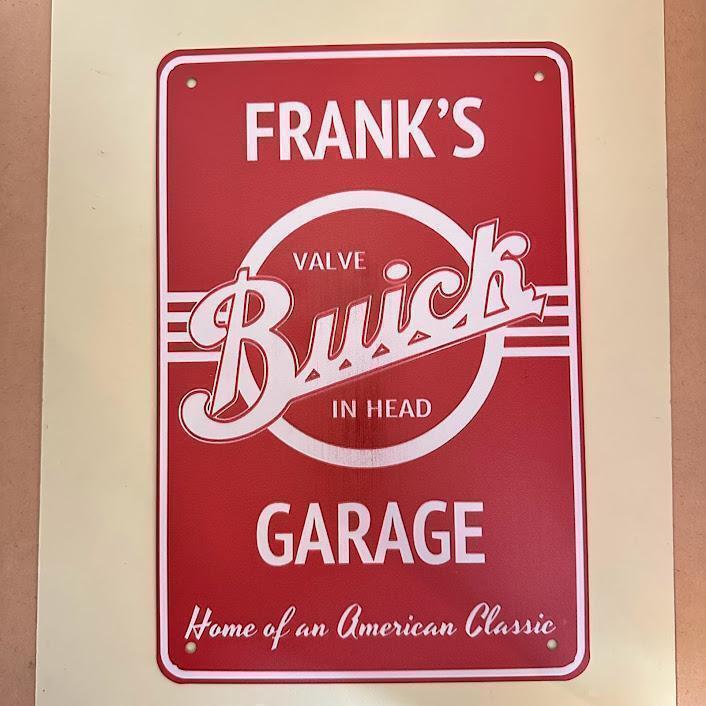 FRANK'S
VALVE
Buick
IN HEAD
GARAGE
Home of an American Classic